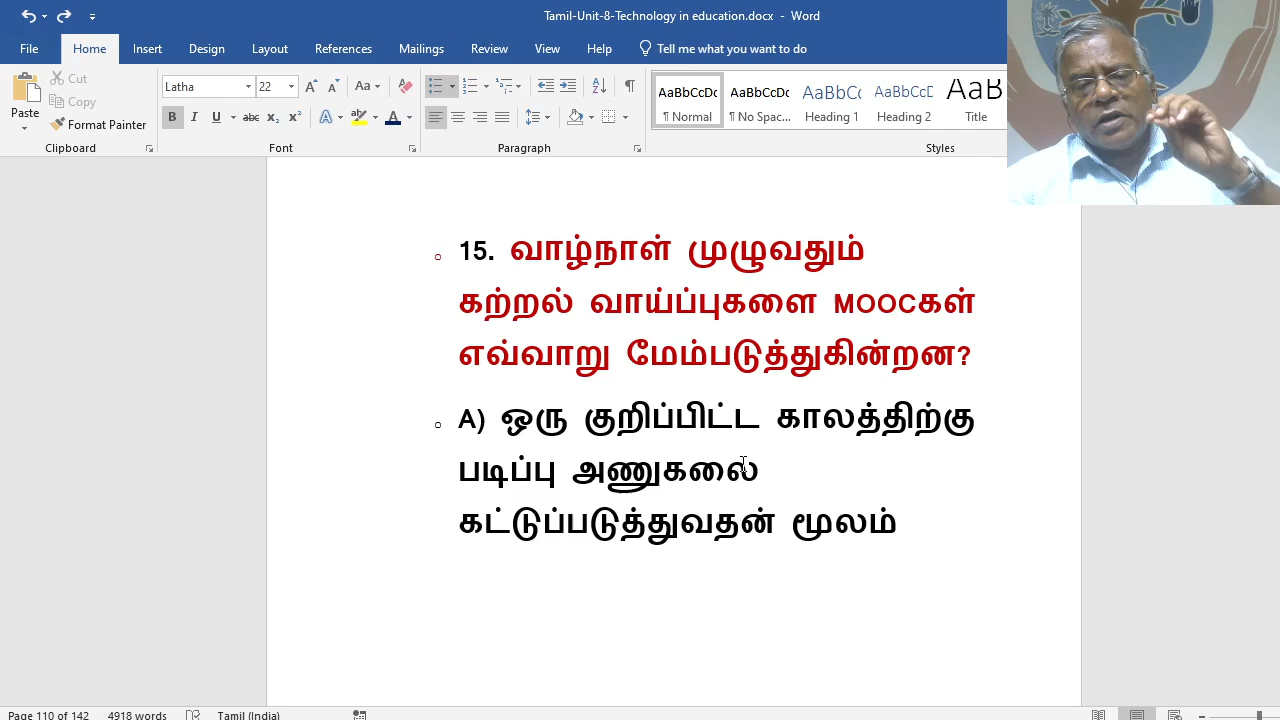 Tamil-Unit-8-Technology in education.docx - Word
File Home Insert Design Layout References Mailings Review View Help Tell me what you want to do
Paste
Cut
Copy
Format Painter
Latha 22
AaBbCcDc AaBbCcDc AaBbCc AaBbCcD AaB
¶ Normal ¶ No Spac... Heading 1 Heading 2 Title
Clipboard Font Paragraph Styles
15. வாழ்நாள் முழுவதும்
கற்றல் வாய்ப்புகளை MOOCகள்
எவ்வாறு மேம்படுத்துகின்றன?
A) ஒரு குறிப்பிட்ட காலத்திற்கு
படிப்பு அணுகலை
கட்டுப்படுத்துவதன் மூலம்
Page 110 of 142 4918 words Tamil (India)